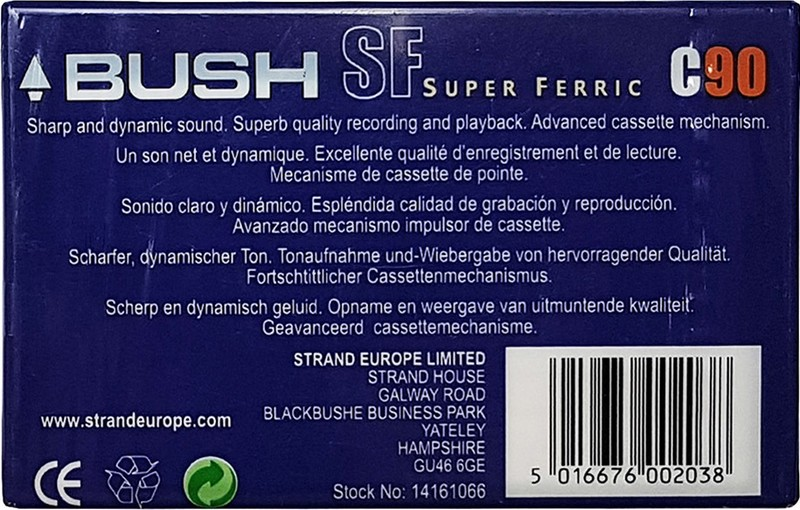 BUSH SF SUPER FERRIC C90
Sharp and dynamic sound. Superb quality recording and playback. Advanced cassette mechanism.
Un son net et dynamique. Excellente qualité d'enregistrement et de lecture.
Mecanisme de cassette de pointe.
Sonido claro y dinámico. Espléndida calidad de grabación y reproducción.
Avanzado mecanismo impulsor de cassette.
Scharfer, dynamischer Ton. Tonaufnahme und-Wiebergabe von hervorragender Qualität.
Fortschtittlicher Cassettenmechanismus.
Scherp en dynamisch geluid. Opname en weergave van uitmuntende kwaliteit.
Geavanceerd cassettemechanisme.
STRAND EUROPE LIMITED
STRAND HOUSE
GALWAY ROAD
BLACKBUSHE BUSINESS PARK
YATELEY
HAMPSHIRE
GU46 6GE
www.strandeurope.com
CE
Stock No: 14161066
5 016676 002038